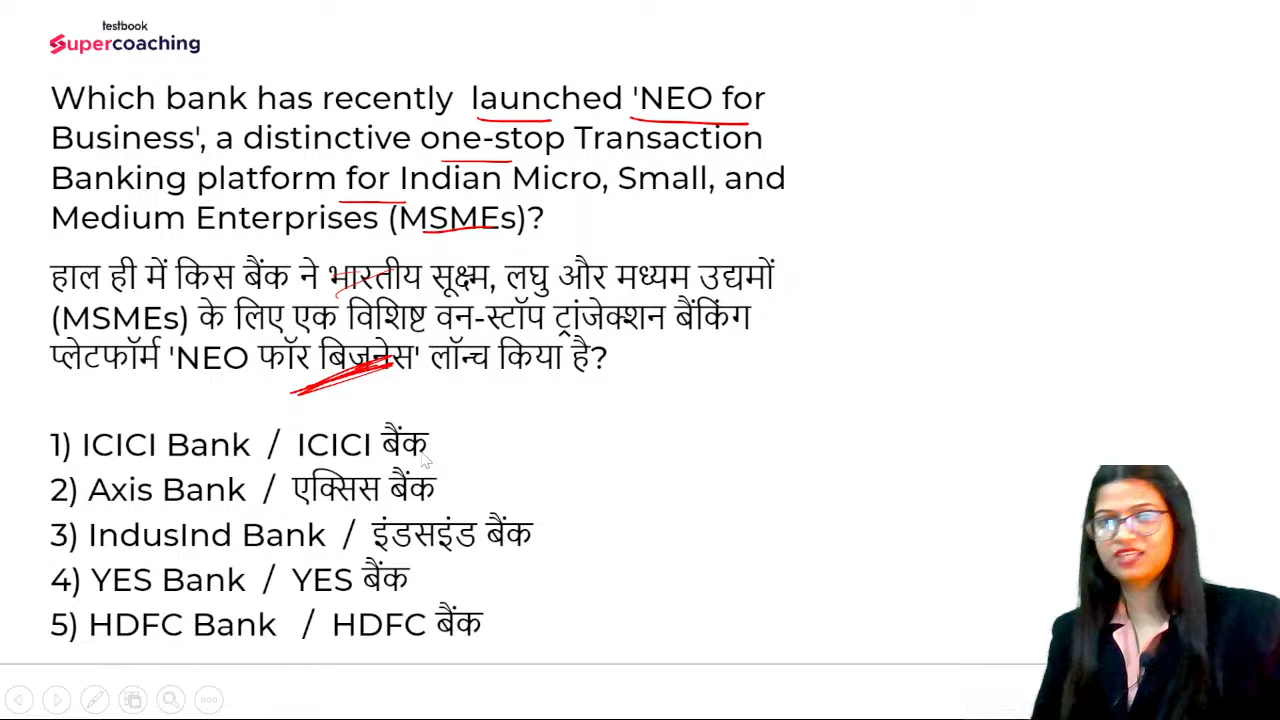 testbook
Supercoaching
Which bank has recently launched 'NEO for
Business', a distinctive one-stop Transaction
Banking platform for Indian Micro, Small, and
Medium Enterprises (MSMEs)?
हाल ही में किस बैंक ने भारतीय सूक्ष्म, लघु और मध्यम उद्यमों
(MSMEs) के लिए एक विशिष्ट वन-स्टॉप ट्रांजेक्शन बैंकिंग
प्लेटफॉर्म 'NEO फॉर बिजनेस' लॉन्च किया है?
1) ICICI Bank / ICICI बैंक
2) Axis Bank / एक्सिस बैंक
3) IndusInd Bank / इंडसइंड बैंक
4) YES Bank / YES बैंक
5) HDFC Bank / HDFC बैंक